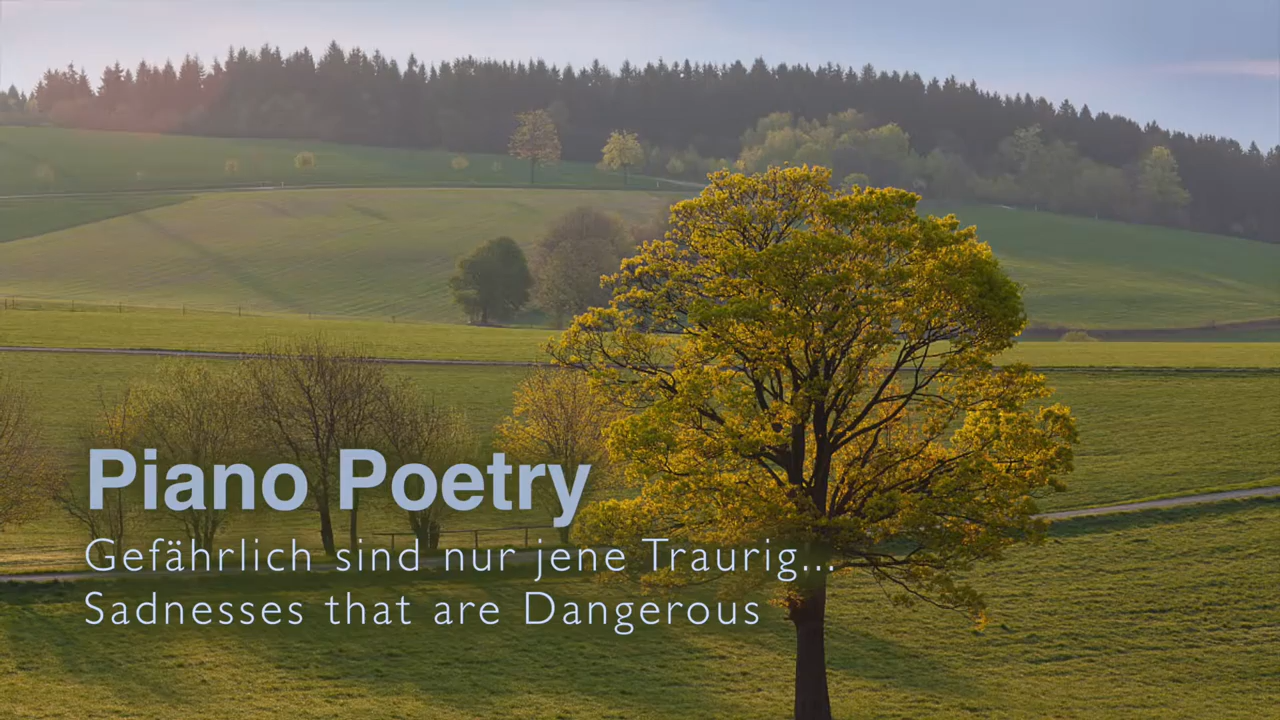 Piano Poetry
Gefährlich sind nur jene Traurig...
Sadnesses that are Dangerous